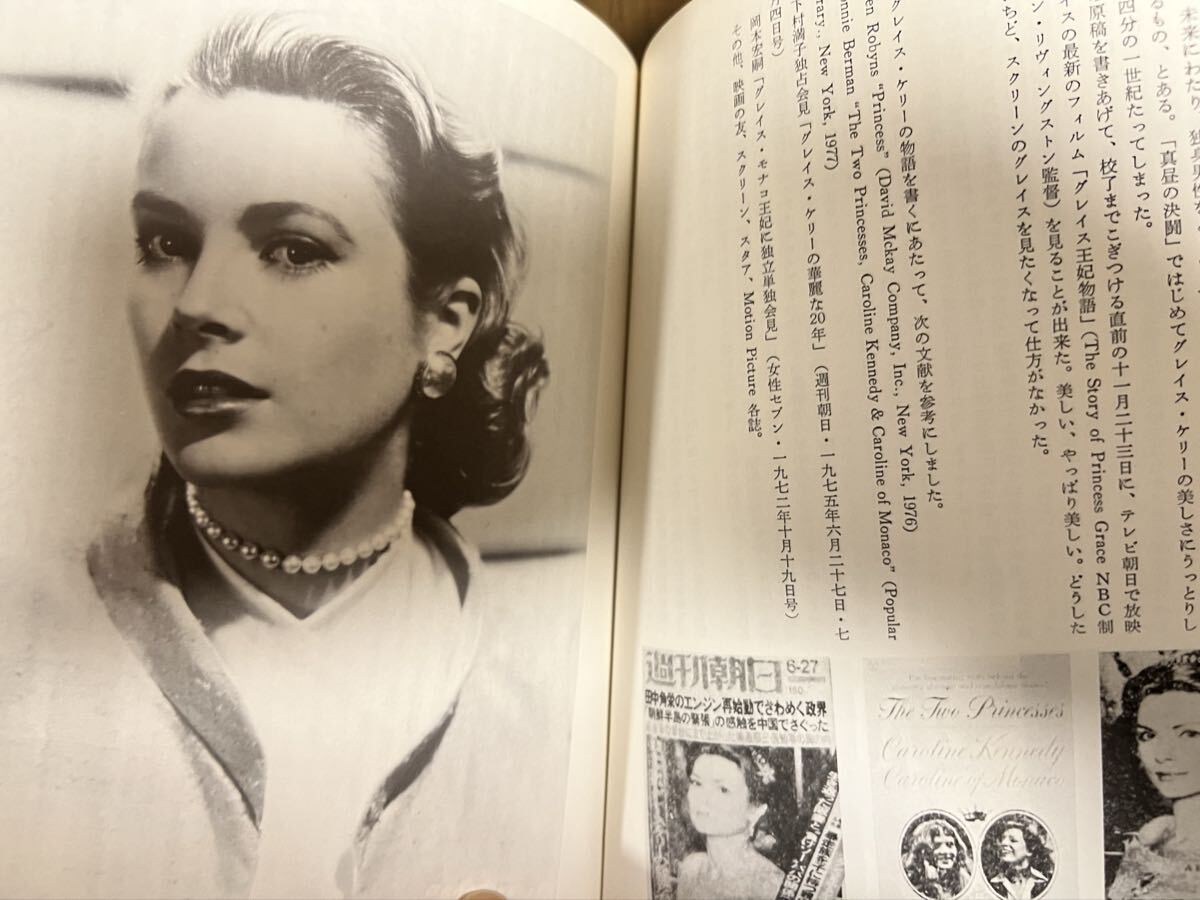 未来にわたり
るもの、とある。「真昼の決闘」ではじめてグレイス・ケリーの美しさにうっとりし
四分の一世紀たってしまった。
原稿を書きあげて、校了までこぎつける直前の十一月二十三日に、テレビ朝日で放映
イスの最新のフィルム「グレイス王妃物語」(The Story of Princess Grace NBC制
ン・リヴィングストン監督)を見ることが出来た。美しい、やっぱり美しい。どうした
ちど、スクリーンのグレイスを見たくなって仕方がなかった。
グレイス・ケリーの物語を書くにあたって、次の文献を参考にしました。
en Robyns “Princess” (David Mckay Company, Inc., New York, 1976)
onnie Berman “The Two Princesses, Caroline Kennedy & Caroline of Monaco” (Popular
rary., New York, 1977)
下村満子独占会見「グレイス・ケリーの華麗な20年」(週刊朝日・一九七五年六月二十七日・七
月四日号)
岡本宏嗣「グレイス・モナコ王妃に独立単独会見」(女性セブン・一九七二年十月十九日号)
その他、映画の友、スクリーン、スタア、Motion Picture 各誌。
週刊朝日
6-27
田中角栄のエンジン再始動でさわめく政界
「朝鮮半島の緊張」の感触を中国でさぐった
The Two Princesses
Caroline Kennedy
Caroline of Monaco